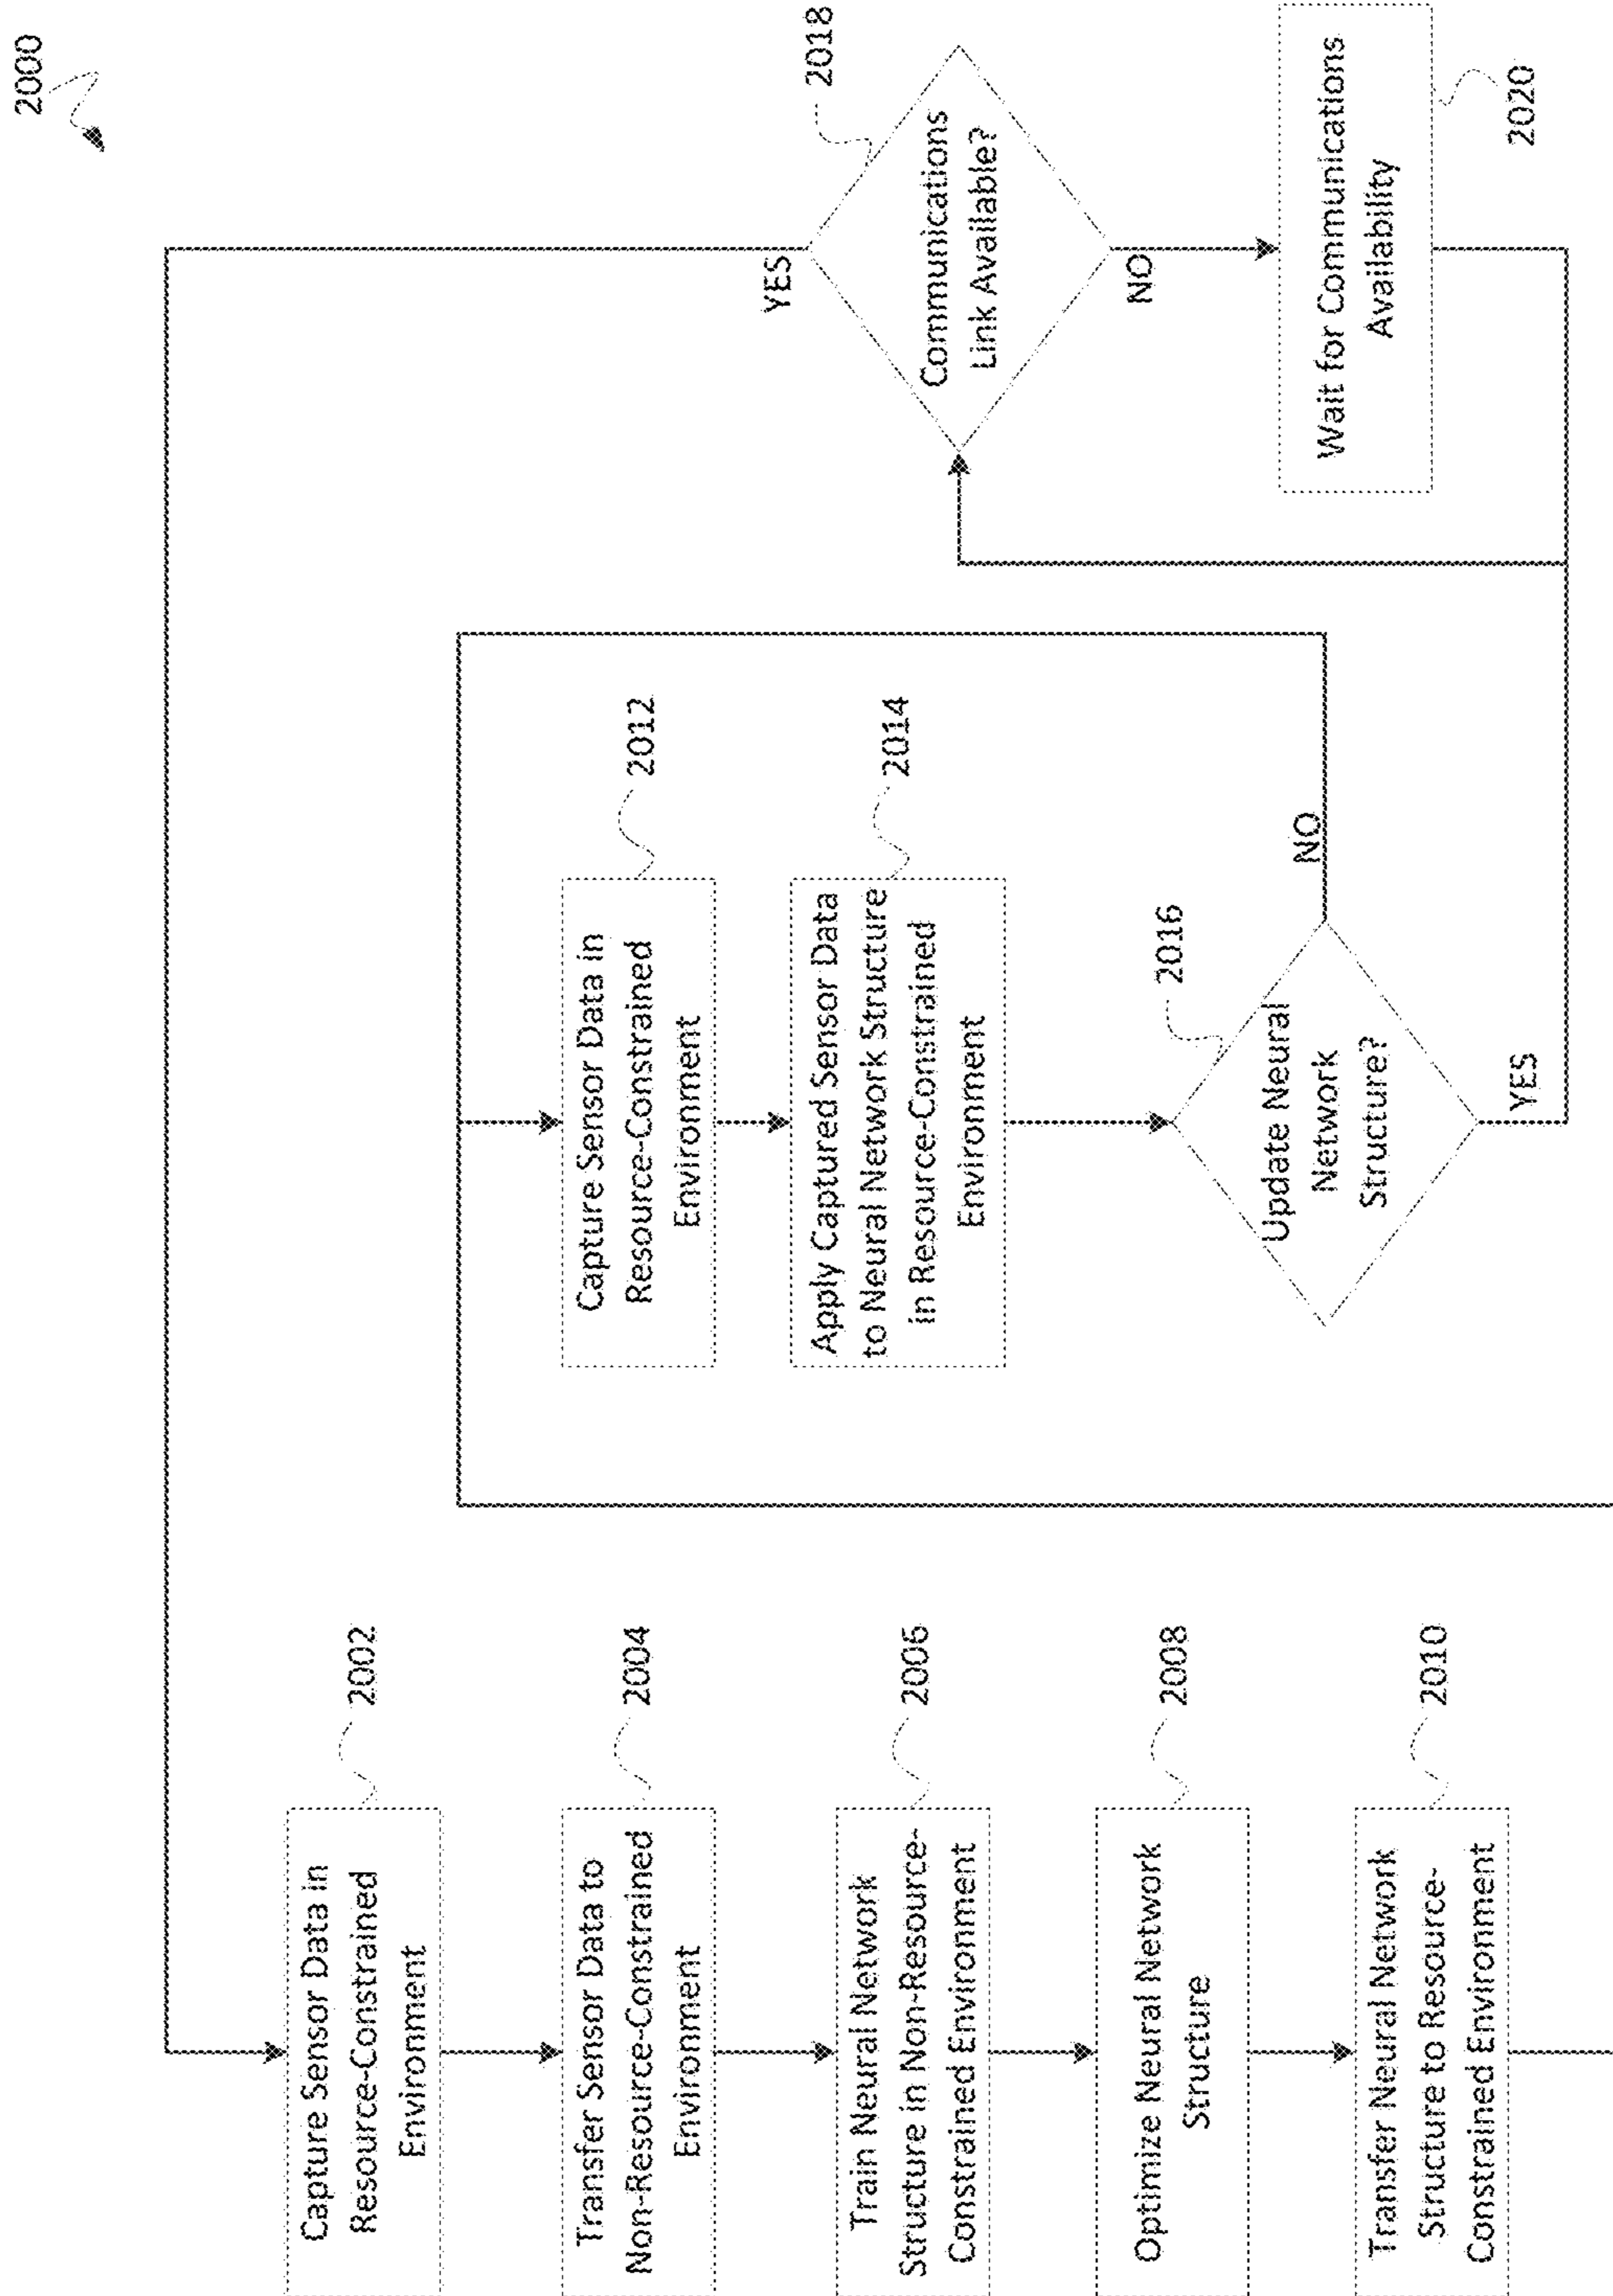 2000
Capture Sensor Data in
Resource-Constrained
Environment
2002
Transfer Sensor Data to
Non-Resource-Constrained
Environment
2004
Train Neural Network
Structure in Non-Resource-
Constrained Environment
2006
Optimize Neural Network
Structure
2008
Transfer Neural Network
Structure to Resource-
Constrained Environment
2010
Capture Sensor Data in
Resource-Constrained
Environment
2012
Apply Captured Sensor Data
to Neural Network Structure
in Resource-Constrained
Environment
2014
Update Neural
Network
Structure?
2016
NO
YES
YES
Communications
Link Available?
2018
NO
Wait for Communications
Availability
2020